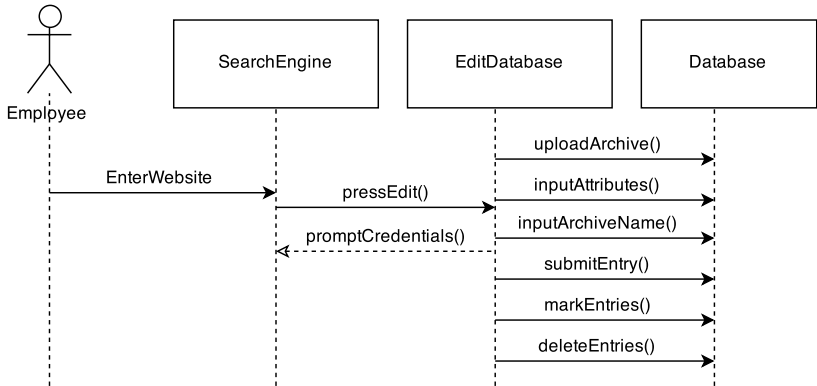 SearchEngine
EditDatabase
Database
Employee
uploadArchive()
EnterWebsite
inputAttributes()
pressEdit()
inputArchiveName()
promptCredentials()
submitEntry()
markEntries()
deleteEntries()